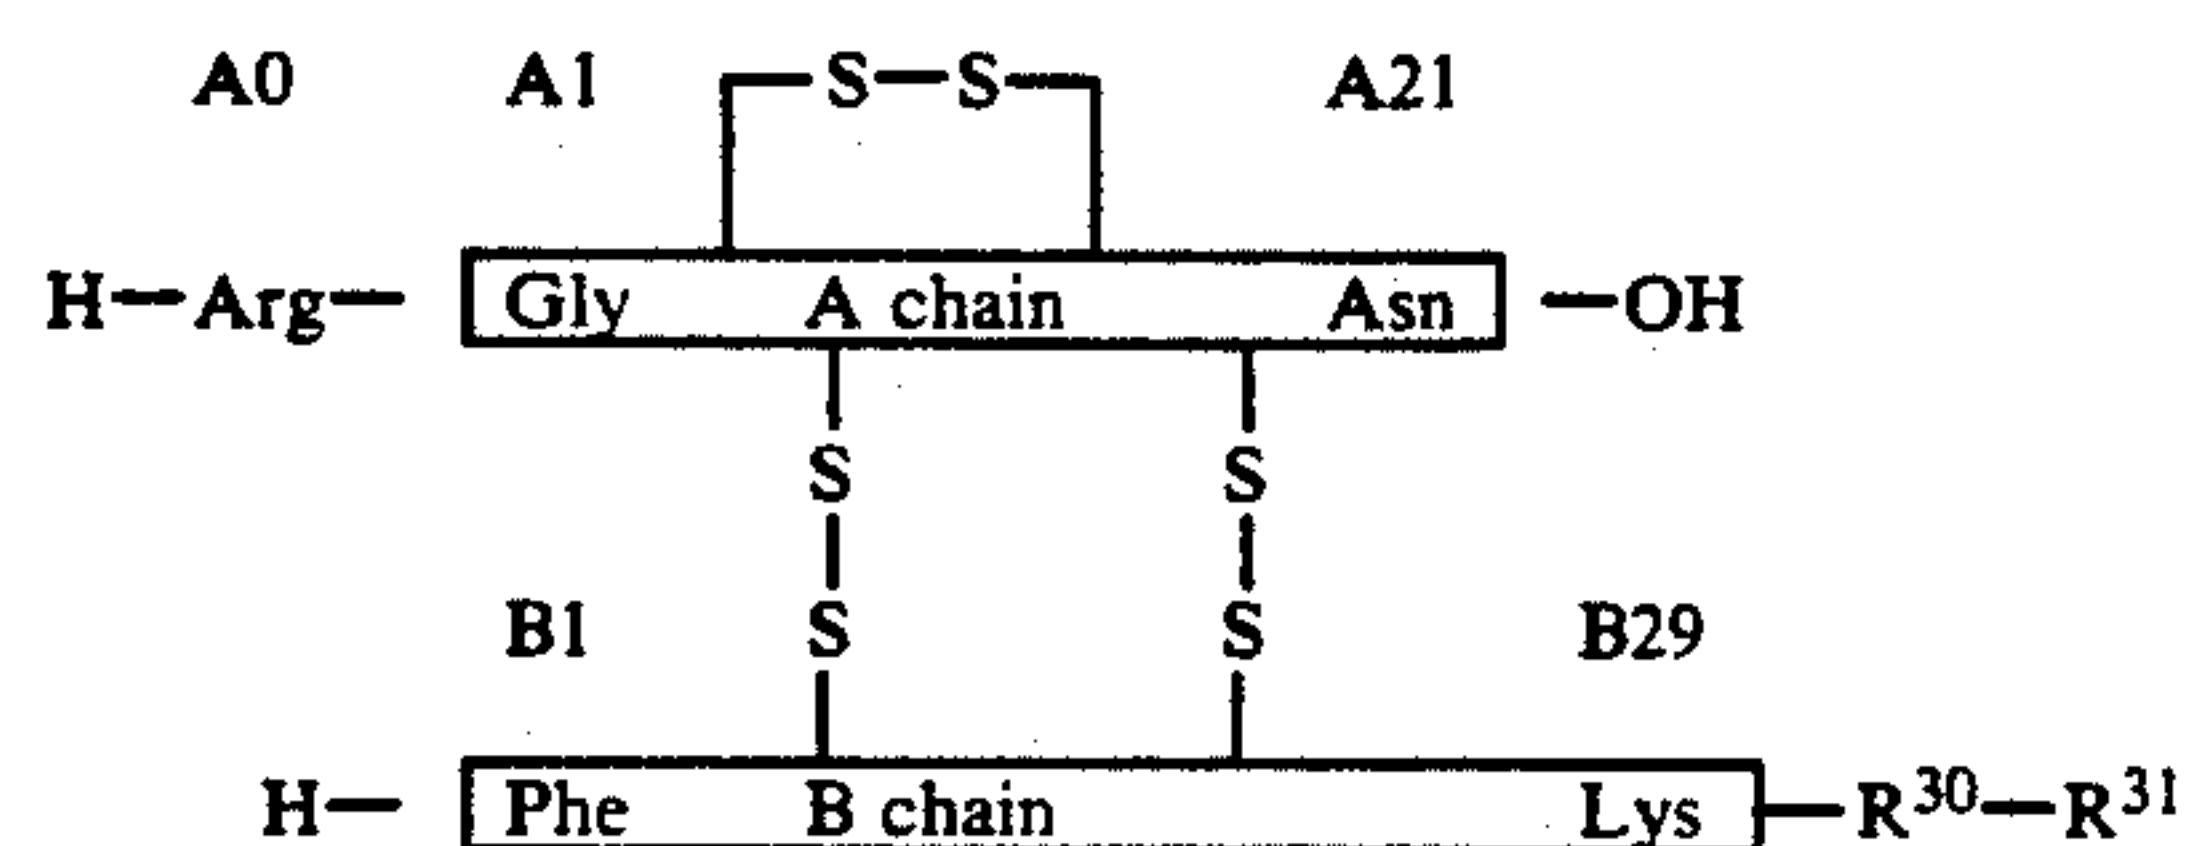 A0 A1 S—S A21
H—Arg— Gly A chain Asn —OH
S S
B1 S S B29
H— Phe B chain Lys —R³⁰—R³¹